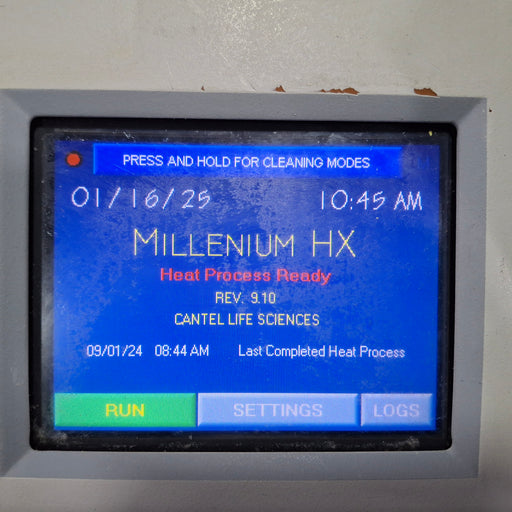 PRESS AND HOLD FOR CLEANING MODES
01/16/25 10:45 AM
MILLENIUM HX
Heat Process Ready
REV. 9.10
CANTEL LIFE SCIENCES
09/01/24 08:44 AM Last Completed Heat Process
RUN SETTINGS LOGS